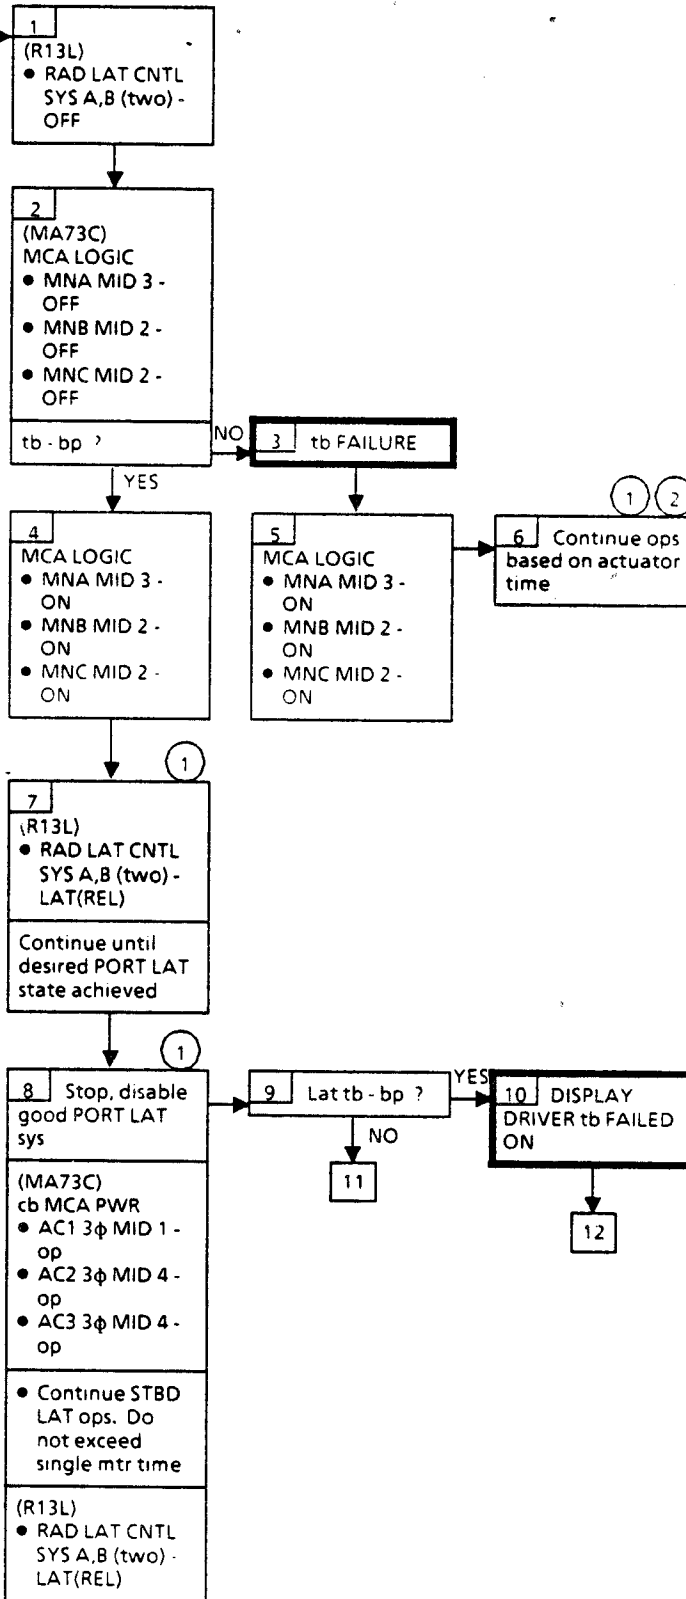 1
(R13L)
• RAD LAT CNTL
SYS A,B (two) -
OFF
2
(MA73C)
MCA LOGIC
• MNA MID 3 -
OFF
• MNB MID 2 -
OFF
• MNC MID 2 -
OFF
tb - bp ?
NO
3 tb FAILURE
YES
4
MCA LOGIC
• MNA MID 3 -
ON
• MNB MID 2 -
ON
• MNC MID 2 -
ON
5
MCA LOGIC
• MNA MID 3 -
ON
• MNB MID 2 -
ON
• MNC MID 2 -
ON
1 2
6 Continue ops
based on actuator
time
1
7
(R13L)
• RAD LAT CNTL
SYS A,B (two) -
LAT(REL)
Continue until
desired PORT LAT
state achieved
1
8 Stop, disable
good PORT LAT
sys
(MA73C)
cb MCA PWR
• AC1 3ϕ MID 1 -
op
• AC2 3ϕ MID 4 -
op
• AC3 3ϕ MID 4 -
op
• Continue STBD
LAT ops. Do
not exceed
single mtr time
(R13L)
• RAD LAT CNTL
SYS A,B (two) -
LAT(REL)
9 Lat tb - bp ?
YES
NO
11
10 DISPLAY
DRIVER tb FAILED
ON
12